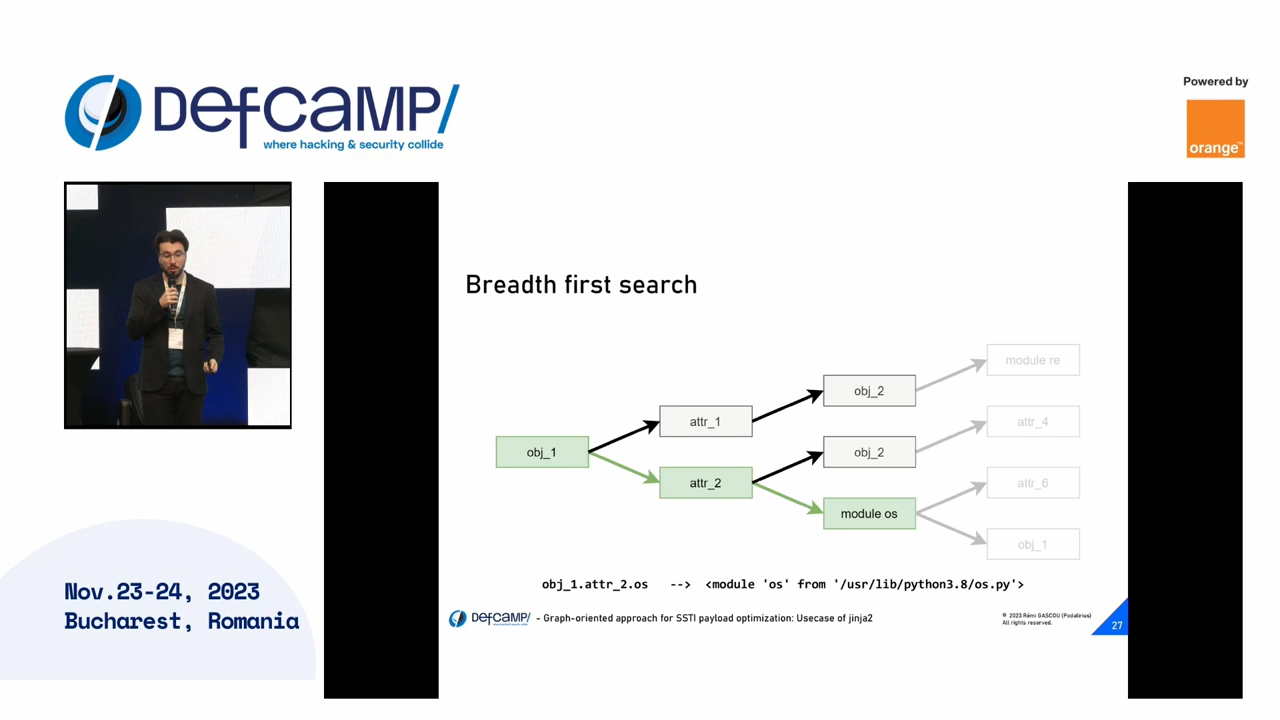 DefCamp/
where hacking & security collide
Powered by
orange™
Breadth first search
module re
obj_2
attr_1
attr_4
obj_1
obj_2
attr_2
attr_6
module os
obj_1
obj_1.attr_2.os --> <module 'os' from '/usr/lib/python3.8/os.py'>
Nov.23-24, 2023
Bucharest, Romania
DefCamp/ - Graph-oriented approach for SSTI payload optimization: Usecase of jinja2
© 2023 Rémi GASCOU (Podalirius)
All rights reserved.
27